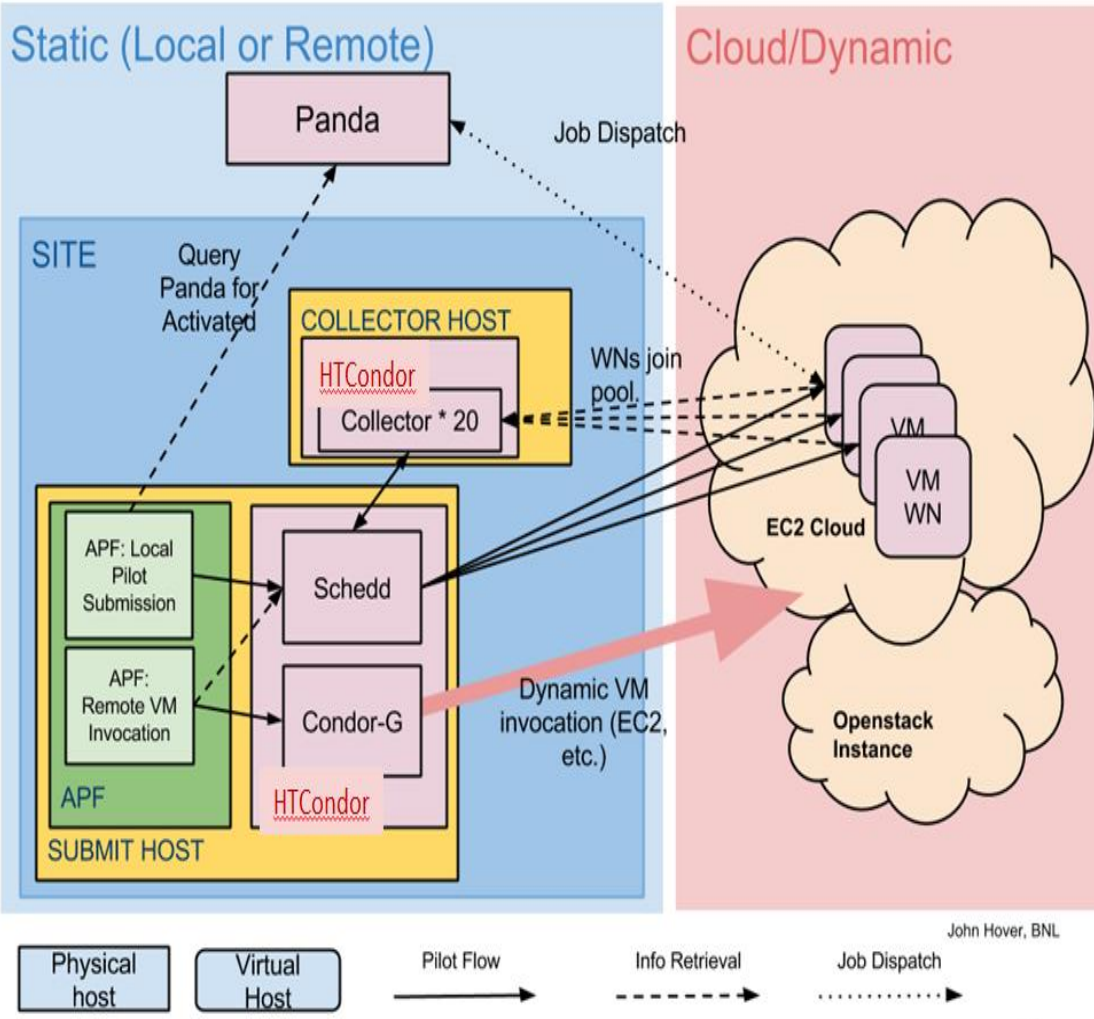 Static (Local or Remote)
Cloud/Dynamic
Panda
Job Dispatch
SITE
Query
Panda for
Activated
COLLECTOR HOST
HTCondor
Collector * 20
WNs join
pool.
VM
VM
WN
EC2 Cloud
APF: Local
Pilot
Submission
Schedd
APF:
Remote VM
Invocation
Condor-G
Dynamic VM
invocation (EC2,
etc.)
Openstack
Instance
HTCondor
APF
SUBMIT HOST
John Hover, BNL
Physical
host
Virtual
Host
Pilot Flow
Info Retrieval
Job Dispatch